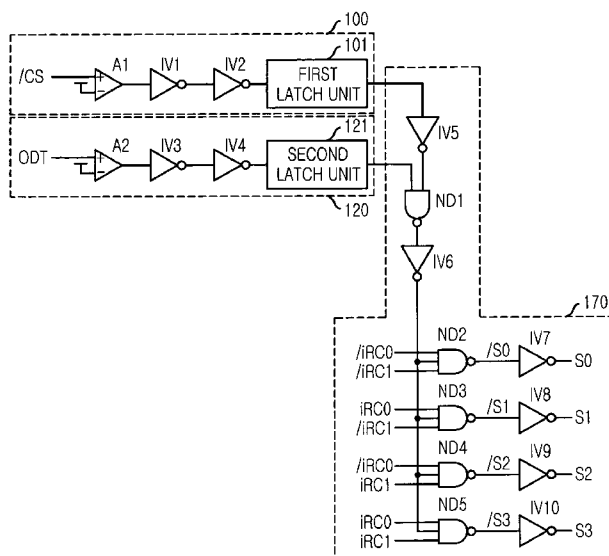 100
101
/CS
A1
IV1
IV2
FIRST
LATCH UNIT
+
-
121
ODT
A2
IV3
IV4
SECOND
LATCH UNIT
+
-
120
IV5
ND1
IV6
170
/iRC0
/iRC1
ND2
/S0
IV7
S0
iRC0
/iRC1
ND3
/S1
IV8
S1
/iRC0
iRC1
ND4
/S2
IV9
S2
iRC0
iRC1
ND5
/S3
IV10
S3